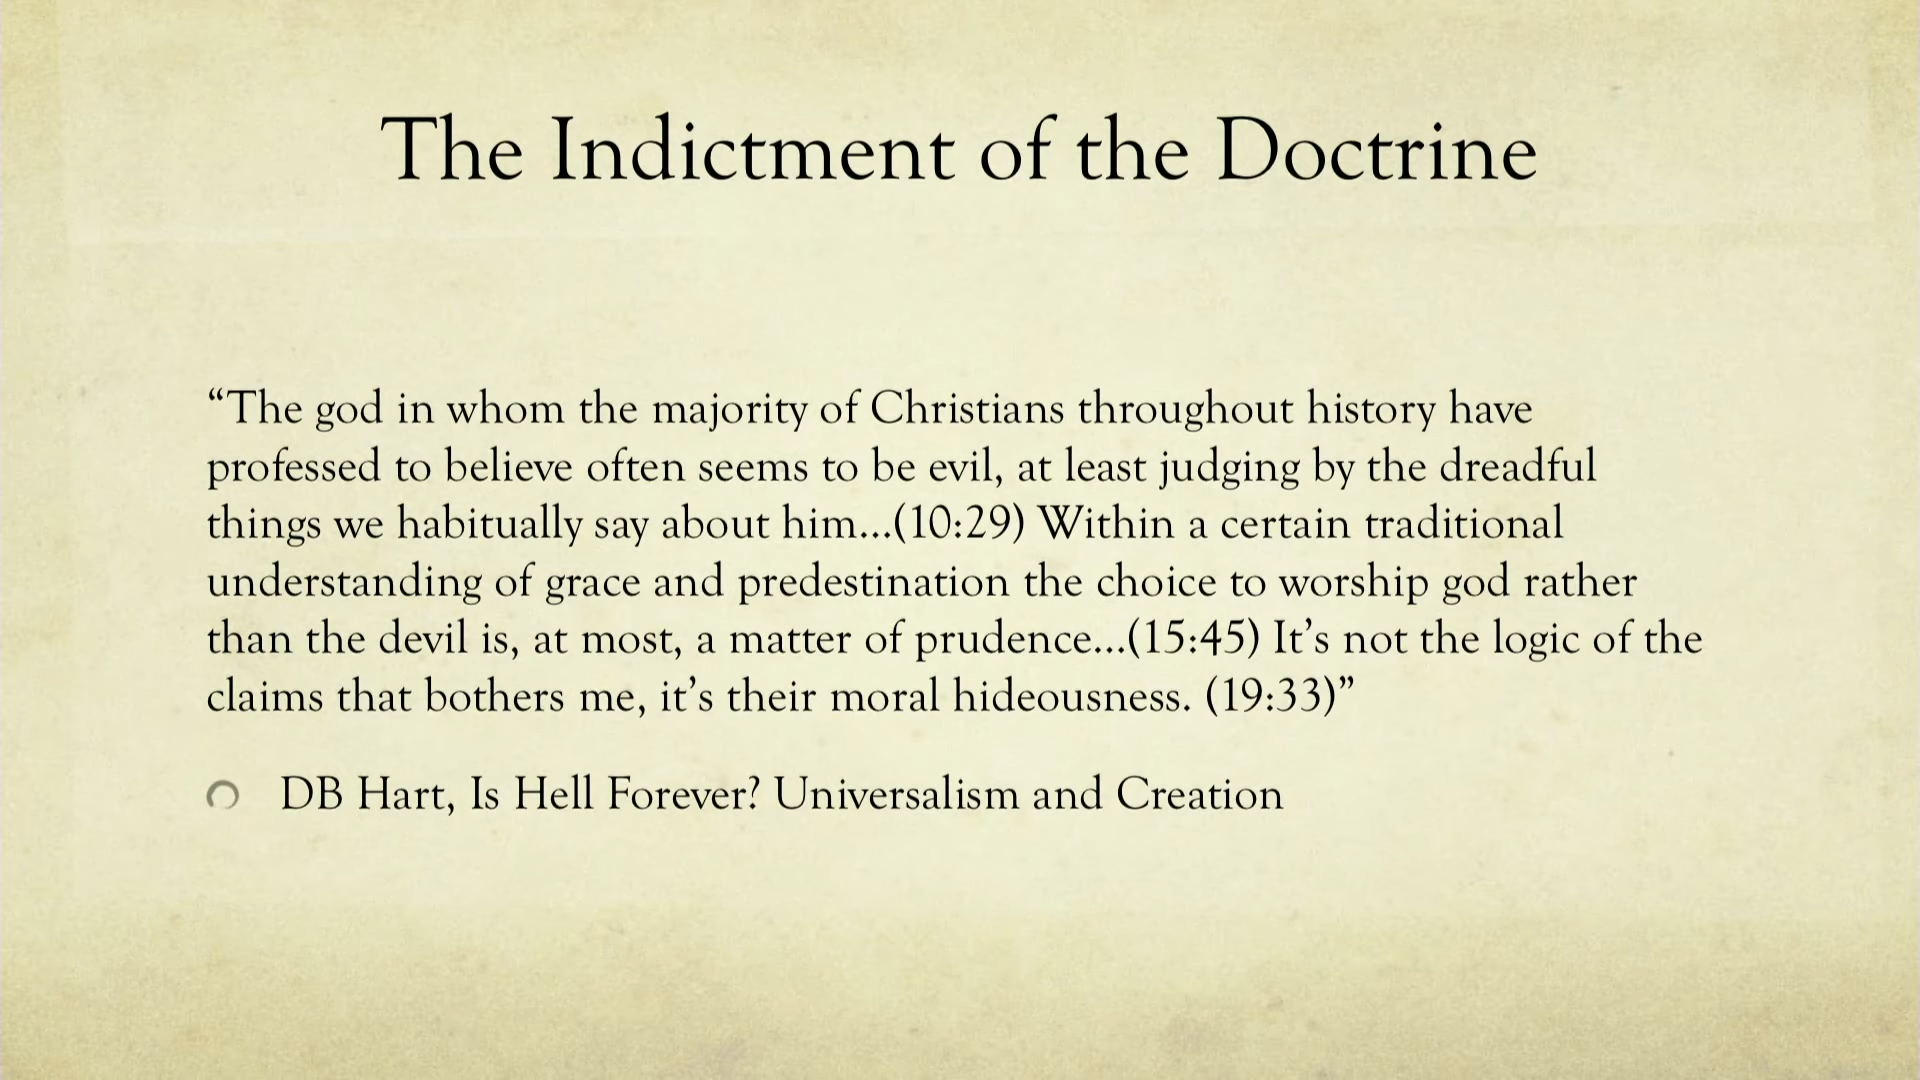 The Indictment of the Doctrine
“The god in whom the majority of Christians throughout history have
professed to believe often seems to be evil, at least judging by the dreadful
things we habitually say about him...(10:29) Within a certain traditional
understanding of grace and predestination the choice to worship god rather
than the devil is, at most, a matter of prudence...(15:45) It’s not the logic of the
claims that bothers me, it’s their moral hideousness. (19:33)”
DB Hart, Is Hell Forever? Universalism and Creation